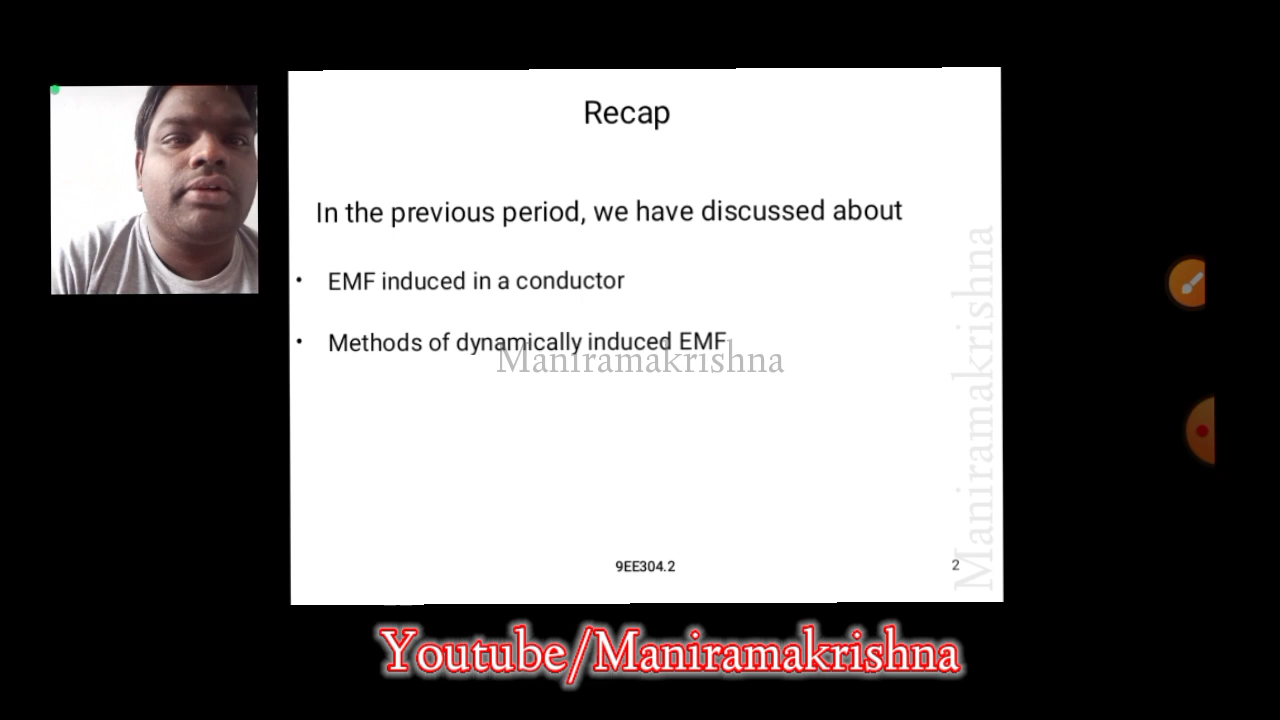 Recap
In the previous period, we have discussed about
• EMF induced in a conductor
• Methods of dynamically induced EMF
Maniramakrishna
Maniramakrishna
9EE304.2
2
Youtube/Maniramakrishna